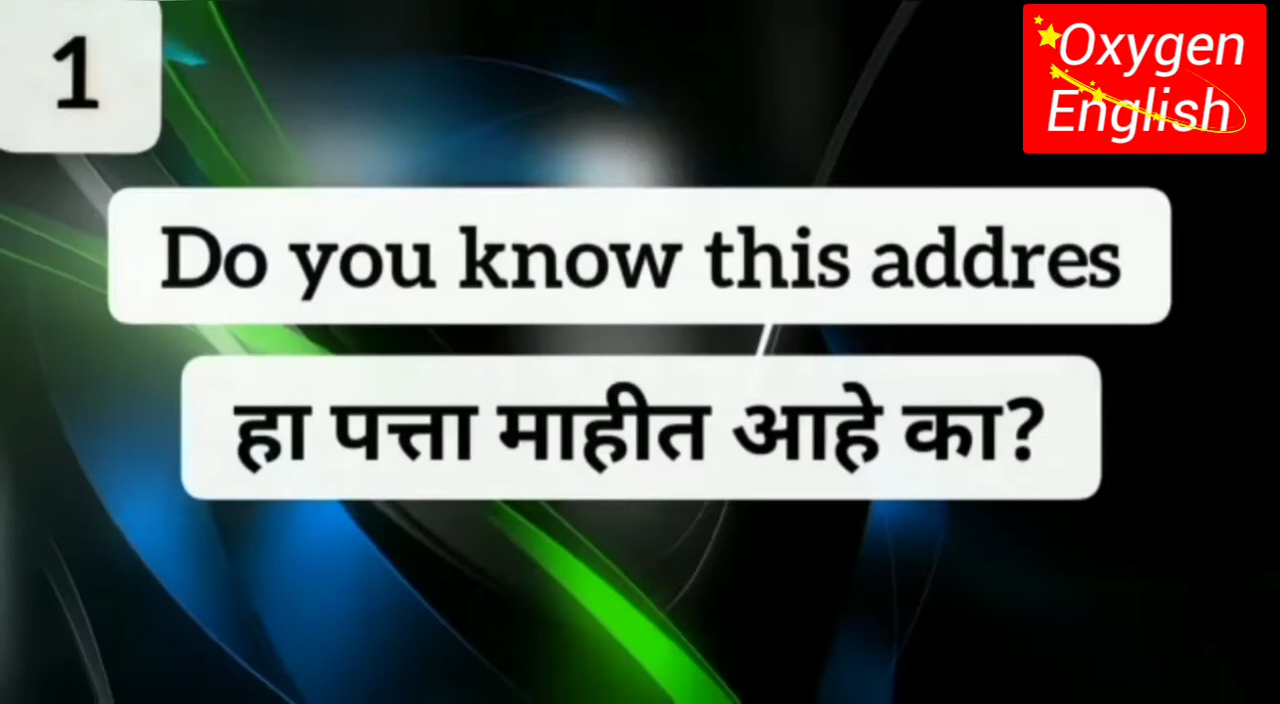 1
Oxygen
English
Do you know this addres
हा पत्ता माहीत आहे का?